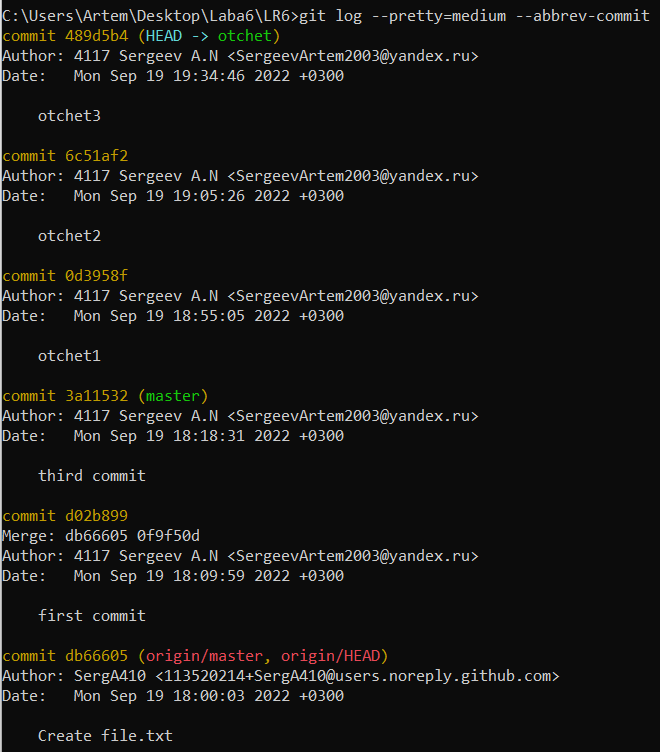 C:\Users\Artem\Desktop\Laba6\LR6>git log --pretty=medium --abbrev-commit
commit 489d5b4 (HEAD -> otchet)
Author: 4117 Sergeev A.N <SergeevArtem2003@yandex.ru>
Date:   Mon Sep 19 19:34:46 2022 +0300
    otchet3
commit 6c51af2
Author: 4117 Sergeev A.N <SergeevArtem2003@yandex.ru>
Date:   Mon Sep 19 19:05:26 2022 +0300
    otchet2
commit 0d3958f
Author: 4117 Sergeev A.N <SergeevArtem2003@yandex.ru>
Date:   Mon Sep 19 18:55:05 2022 +0300
    otchet1
commit 3a11532 (master)
Author: 4117 Sergeev A.N <SergeevArtem2003@yandex.ru>
Date:   Mon Sep 19 18:18:31 2022 +0300
    third commit
commit d02b899
Merge: db66605 0f9f50d
Author: 4117 Sergeev A.N <SergeevArtem2003@yandex.ru>
Date:   Mon Sep 19 18:09:59 2022 +0300
    first commit
commit db66605 (origin/master, origin/HEAD)
Author: SergA410 <113520214+SergA410@users.noreply.github.com>
Date:   Mon Sep 19 18:00:03 2022 +0300
    Create file.txt